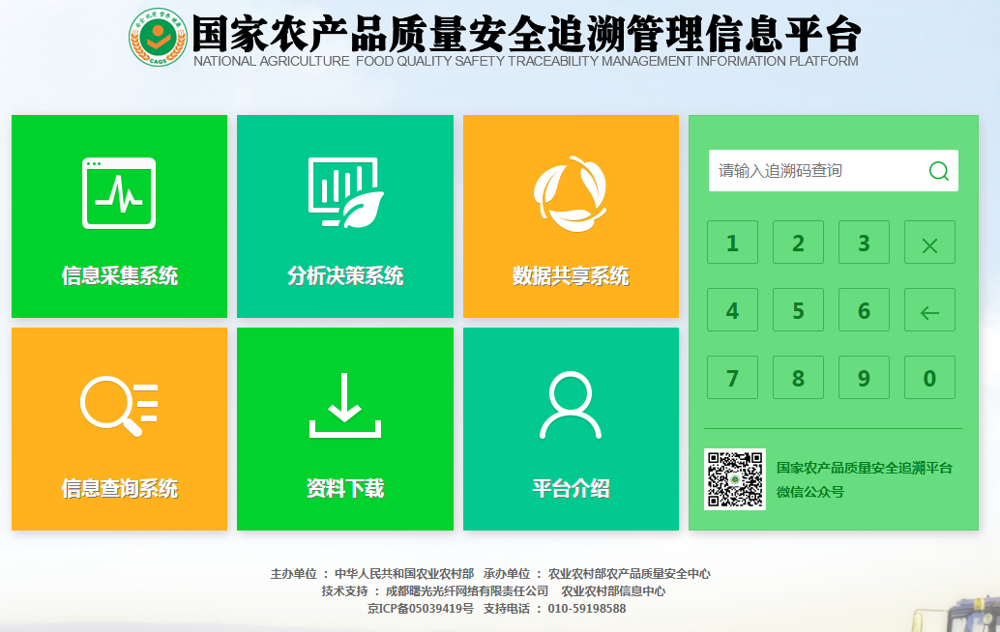 国家农产品质量安全追溯管理信息平台
NATIONAL AGRICULTURE FOOD QUALITY SAFETY TRACEABILITY MANAGEMENT INFORMATION PLATFORM
CAQS
信息采集系统
分析决策系统
数据共享系统
信息查询系统
资料下载
平台介绍
请输入追溯码查询
1 2 3
4 5 6
7 8 9 0
国家农产品质量安全追溯平台
微信公众号
主办单位 ： 中华人民共和国农业农村部 承办单位 ： 农业农村部农产品质量安全中心
技术支持 ： 成都曙光光纤网络有限责任公司 农业农村部信息中心
京ICP备05039419号 支持电话 ： 010-59198588